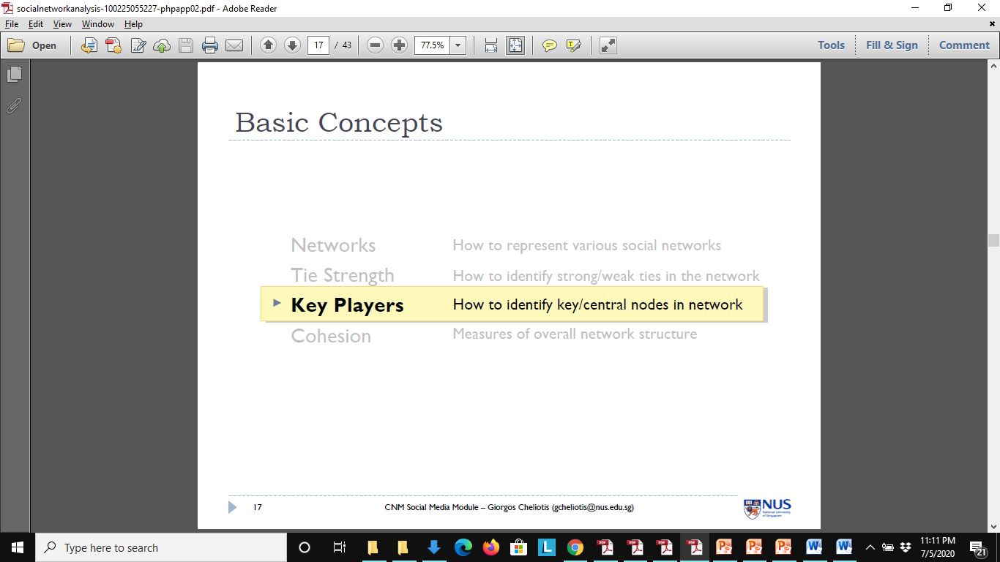 socialnetworkanalysis-100225055227-phpapp02.pdf - Adobe Reader
File Edit View Window Help
Open 17 / 43 77.5% Tools Fill & Sign Comment
Basic Concepts
Networks How to represent various social networks
Tie Strength How to identify strong/weak ties in the network
Key Players How to identify key/central nodes in network
Cohesion Measures of overall network structure
17 CNM Social Media Module – Giorgos Cheliotis (gcheliotis@nus.edu.sg)
NUS
National University
of Singapore
Type here to search
11:11 PM
7/5/2020
21